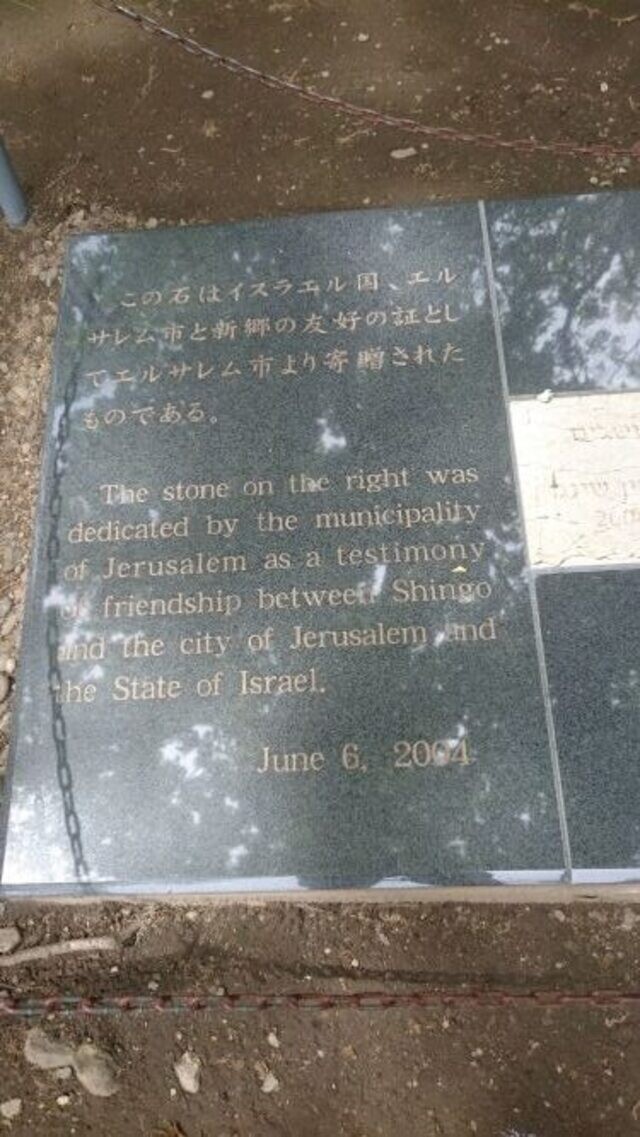 この石はイスラエル国、エル
サレム市と新郷の友好の証とし
てエルサレム市より寄贈された
ものである。
The stone on the right was
dedicated by the municipality
of Jerusalem as a testimony
of friendship between Shingo
and the city of Jerusalem and
the State of Israel.
June 6, 2004